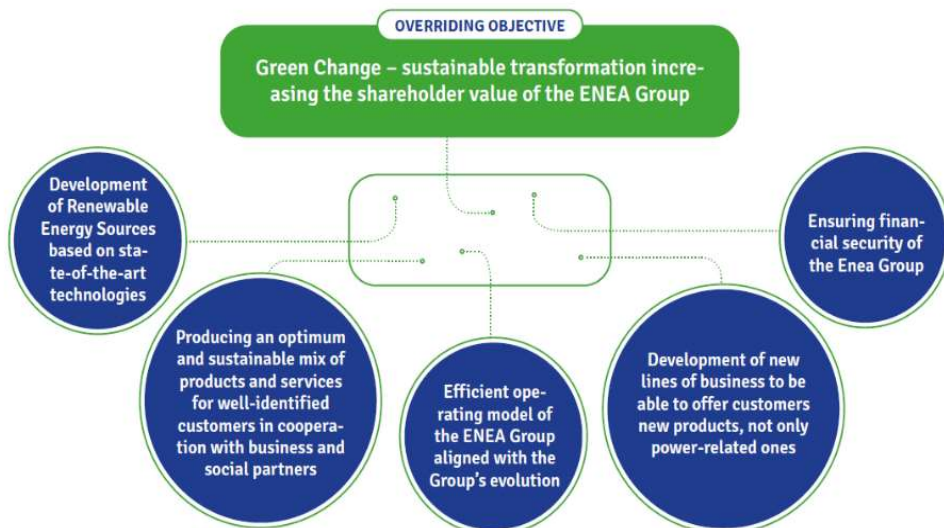 OVERRIDING OBJECTIVE
Green Change – sustainable transformation incre-
asing the shareholder value of the ENEA Group
Development
of Renewable
Energy Sources
based on sta-
te-of-the-art
technologies
Producing an optimum
and sustainable mix of
products and services
for well-identified
customers in coopera-
tion with business and
social partners
Efficient ope-
rating model of
the ENEA Group
aligned with the
Group's evolution
Development of new
lines of business to be
able to offer customers
new products, not only
power-related ones
Ensuring finan-
cial security of
the Enea Group